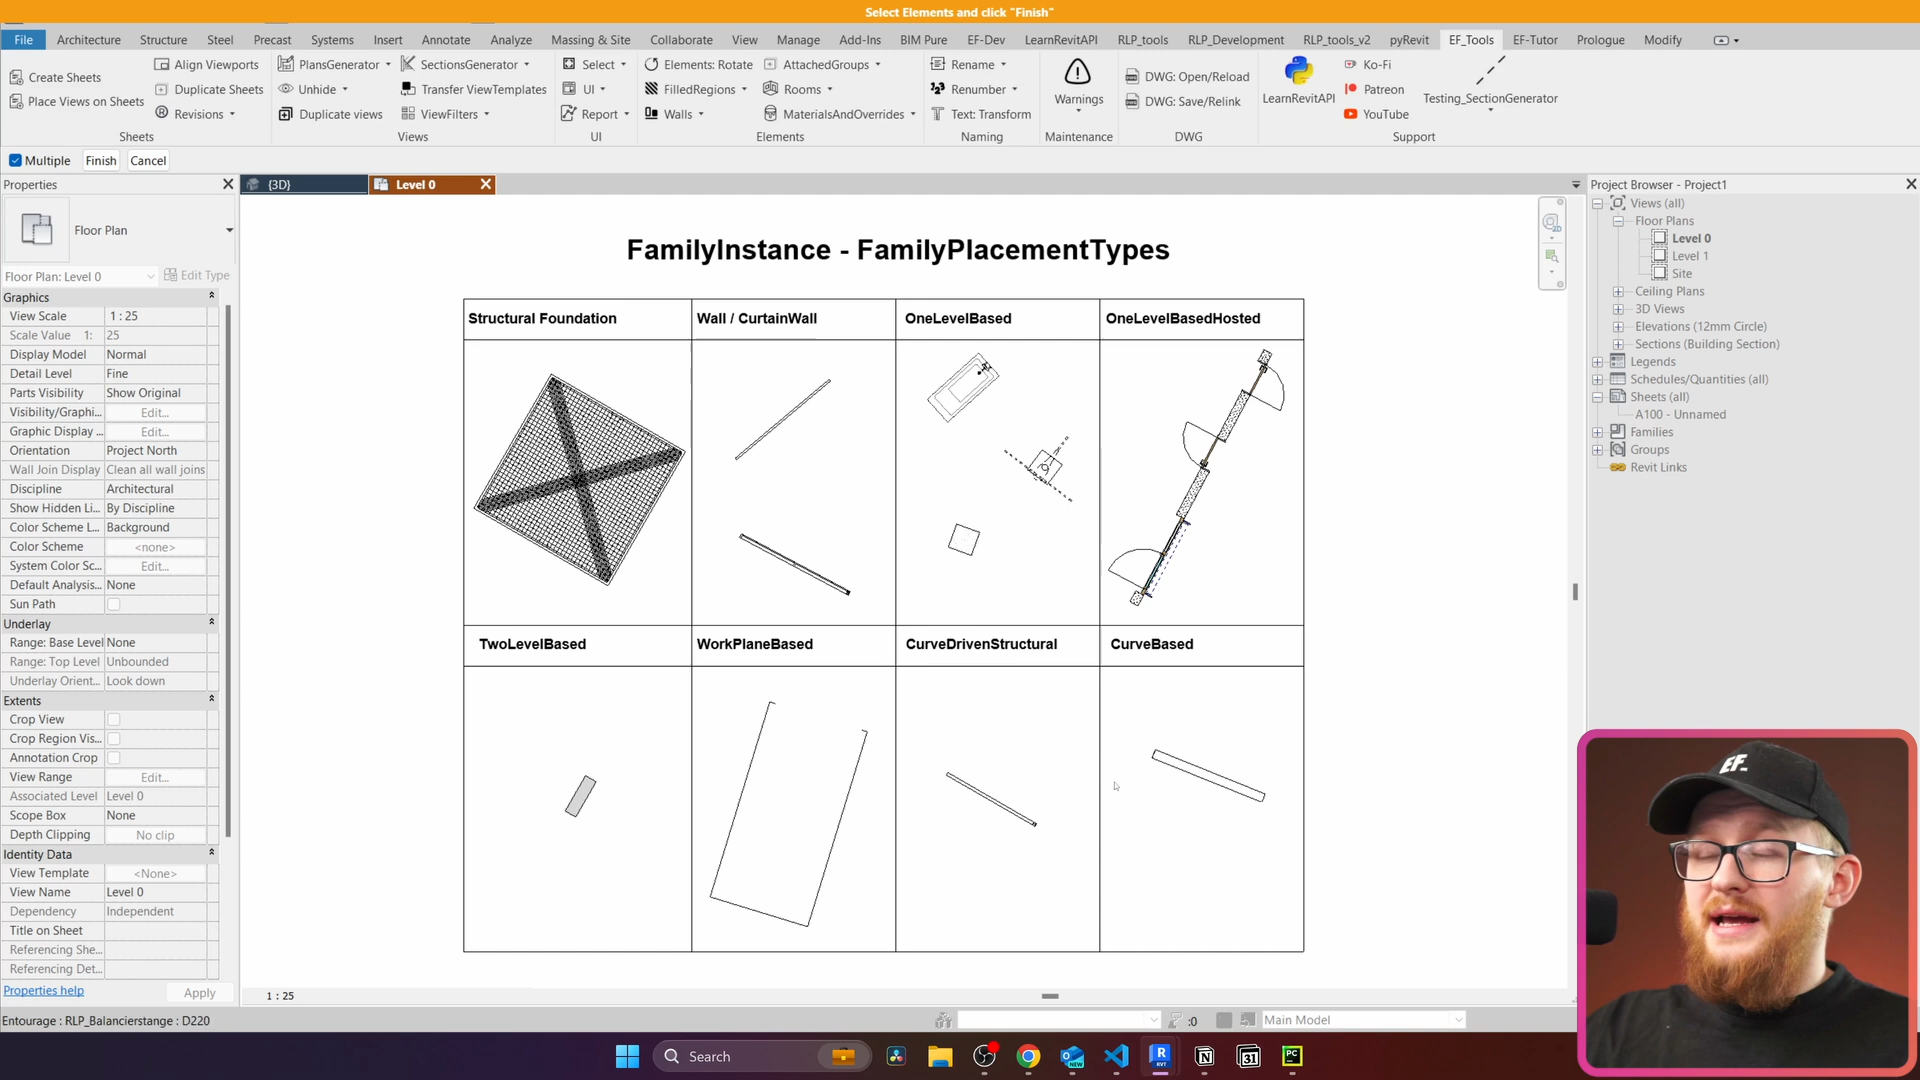 Select Elements and click "Finish"
File Architecture Structure Steel Precast Systems Insert Annotate Analyze Massing & Site Collaborate View Manage Add-Ins BIM Pure EF-Dev LearnRevitAPI RLP_tools RLP_Development RLP_tools_v2 pyRevit EF_Tools EF-Tutor Prologue Modify
Create Sheets
Place Views on Sheets
Align Viewports
Duplicate Sheets
Revisions
Sheets
PlansGenerator
Unhide
Duplicate views
SectionsGenerator
Transfer ViewTemplates
ViewFilters
Views
Select
UI
Report
UI
Elements: Rotate
FilledRegions
Walls
AttachedGroups
Rooms
MaterialsAndOverrides
Elements
Rename
Renumber
Text: Transform
Naming
Warnings
Maintenance
DWG: Open/Reload
DWG: Save/Relink
DWG
LearnRevitAPI
Ko-Fi
Patreon
YouTube
Testing_SectionGenerator
Support
Multiple Finish Cancel
Properties
Floor Plan
Floor Plan: Level 0 Edit Type
Graphics
View Scale 1 : 25
Scale Value 1: 25
Display Model Normal
Detail Level Fine
Parts Visibility Show Original
Visibility/Graphi... Edit...
Graphic Display ... Edit...
Orientation Project North
Wall Join Display Clean all wall joins
Discipline Architectural
Show Hidden Li... By Discipline
Color Scheme L... Background
Color Scheme <none>
System Color Sc... Edit...
Default Analysis... None
Sun Path
Underlay
Range: Base Level None
Range: Top Level Unbounded
Underlay Orient... Look down
Extents
Crop View
Crop Region Vis...
Annotation Crop
View Range Edit...
Associated Level Level 0
Scope Box None
Depth Clipping No clip
Identity Data
View Template <None>
View Name Level 0
Dependency Independent
Title on Sheet
Referencing She...
Referencing Det...
Properties help Apply
{3D} Level 0
FamilyInstance - FamilyPlacementTypes
Structural Foundation Wall / CurtainWall OneLevelBased OneLevelBasedHosted
TwoLevelBased WorkPlaneBased CurveDrivenStructural CurveBased
1 : 25
Project Browser - Project1
Views (all)
Floor Plans
Level 0
Level 1
Site
Ceiling Plans
3D Views
Elevations (12mm Circle)
Sections (Building Section)
Legends
Schedules/Quantities (all)
Sheets (all)
A100 - Unnamed
Families
Groups
Revit Links
EF_
Entourage : RLP_Balancierstange : D220
:0 Main Model
Search
NEW
R
RVT
N
31
PC